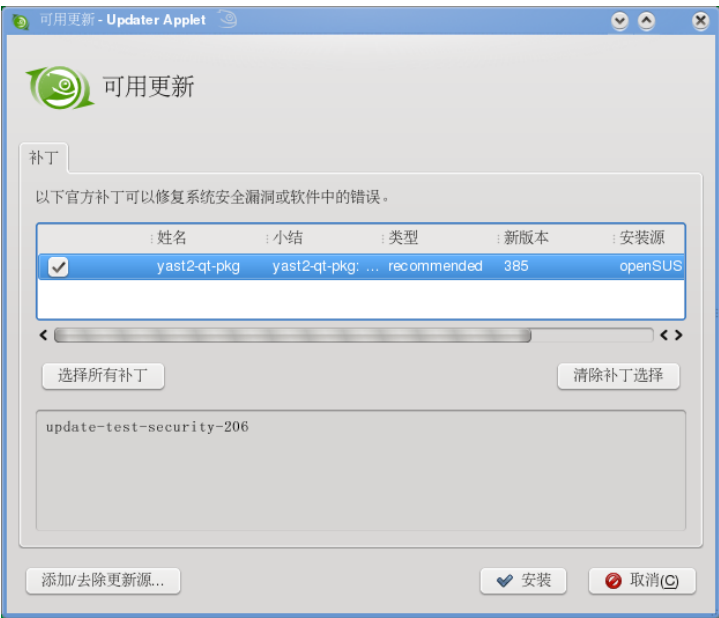 可用更新 - Updater Applet
可用更新
补丁
以下官方补丁可以修复系统安全漏洞或软件中的错误。
姓名 小结 类型 新版本 安装源
yast2-qt-pkg yast2-qt-pkg: ... recommended 385 openSUS
选择所有补丁 清除补丁选择
update-test-security-206
添加/去除更新源... 安装 取消(C)